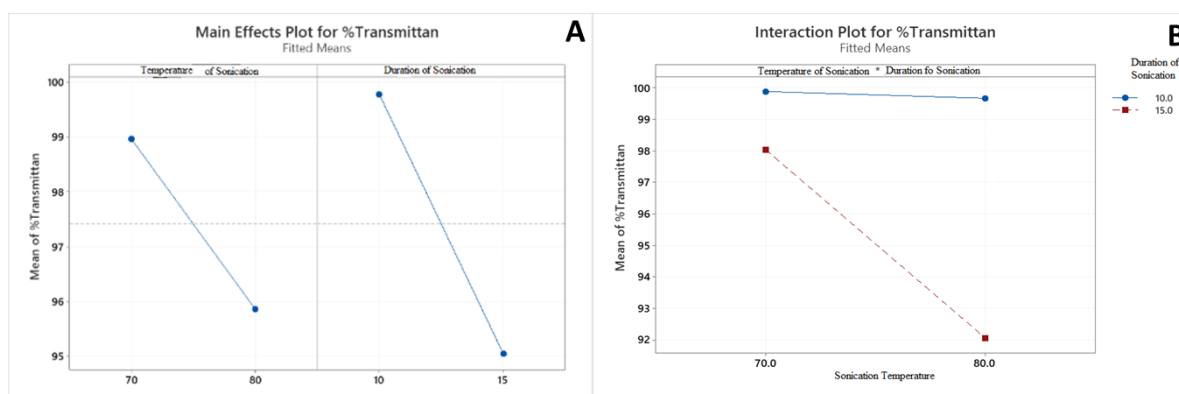 Main Effects Plot for %Transmittan
Fitted Means
A
Temperature of Sonication
Duration of Sonication
Mean of %Transmittan
100
99
98
97
96
95
70
80
10
15
Interaction Plot for %Transmittan
Fitted Means
B
Temperature of Sonication * Duration fo Sonication
Duration of
Sonication
10.0
15.0
Mean of %Transmittan
100
99
98
97
96
95
94
93
92
70.0
80.0
Sonication Temperature